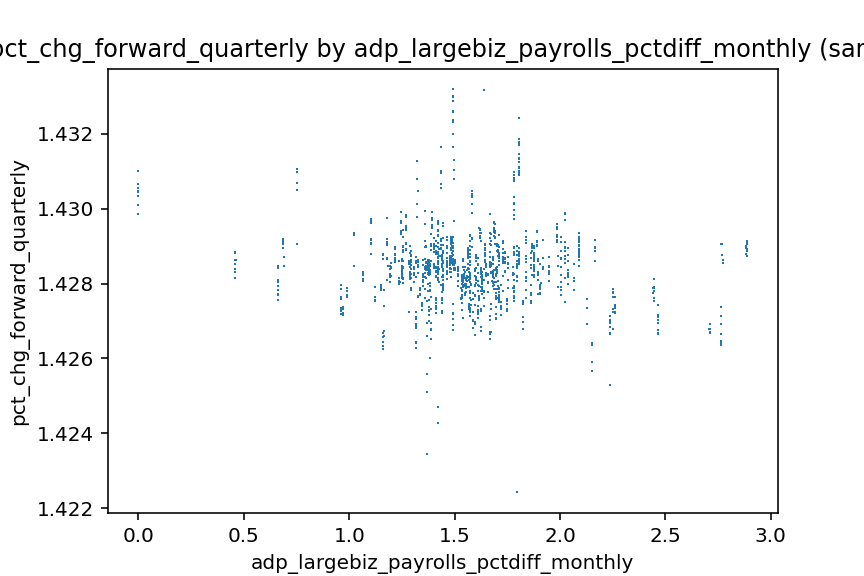 pct_chg_forward_quarterly by adp_largebiz_payrolls_pctdiff_monthly (sar
pct_chg_forward_quarterly
1.432
1.430
1.428
1.426
1.424
1.422
0.0 0.5 1.0 1.5 2.0 2.5 3.0
adp_largebiz_payrolls_pctdiff_monthly